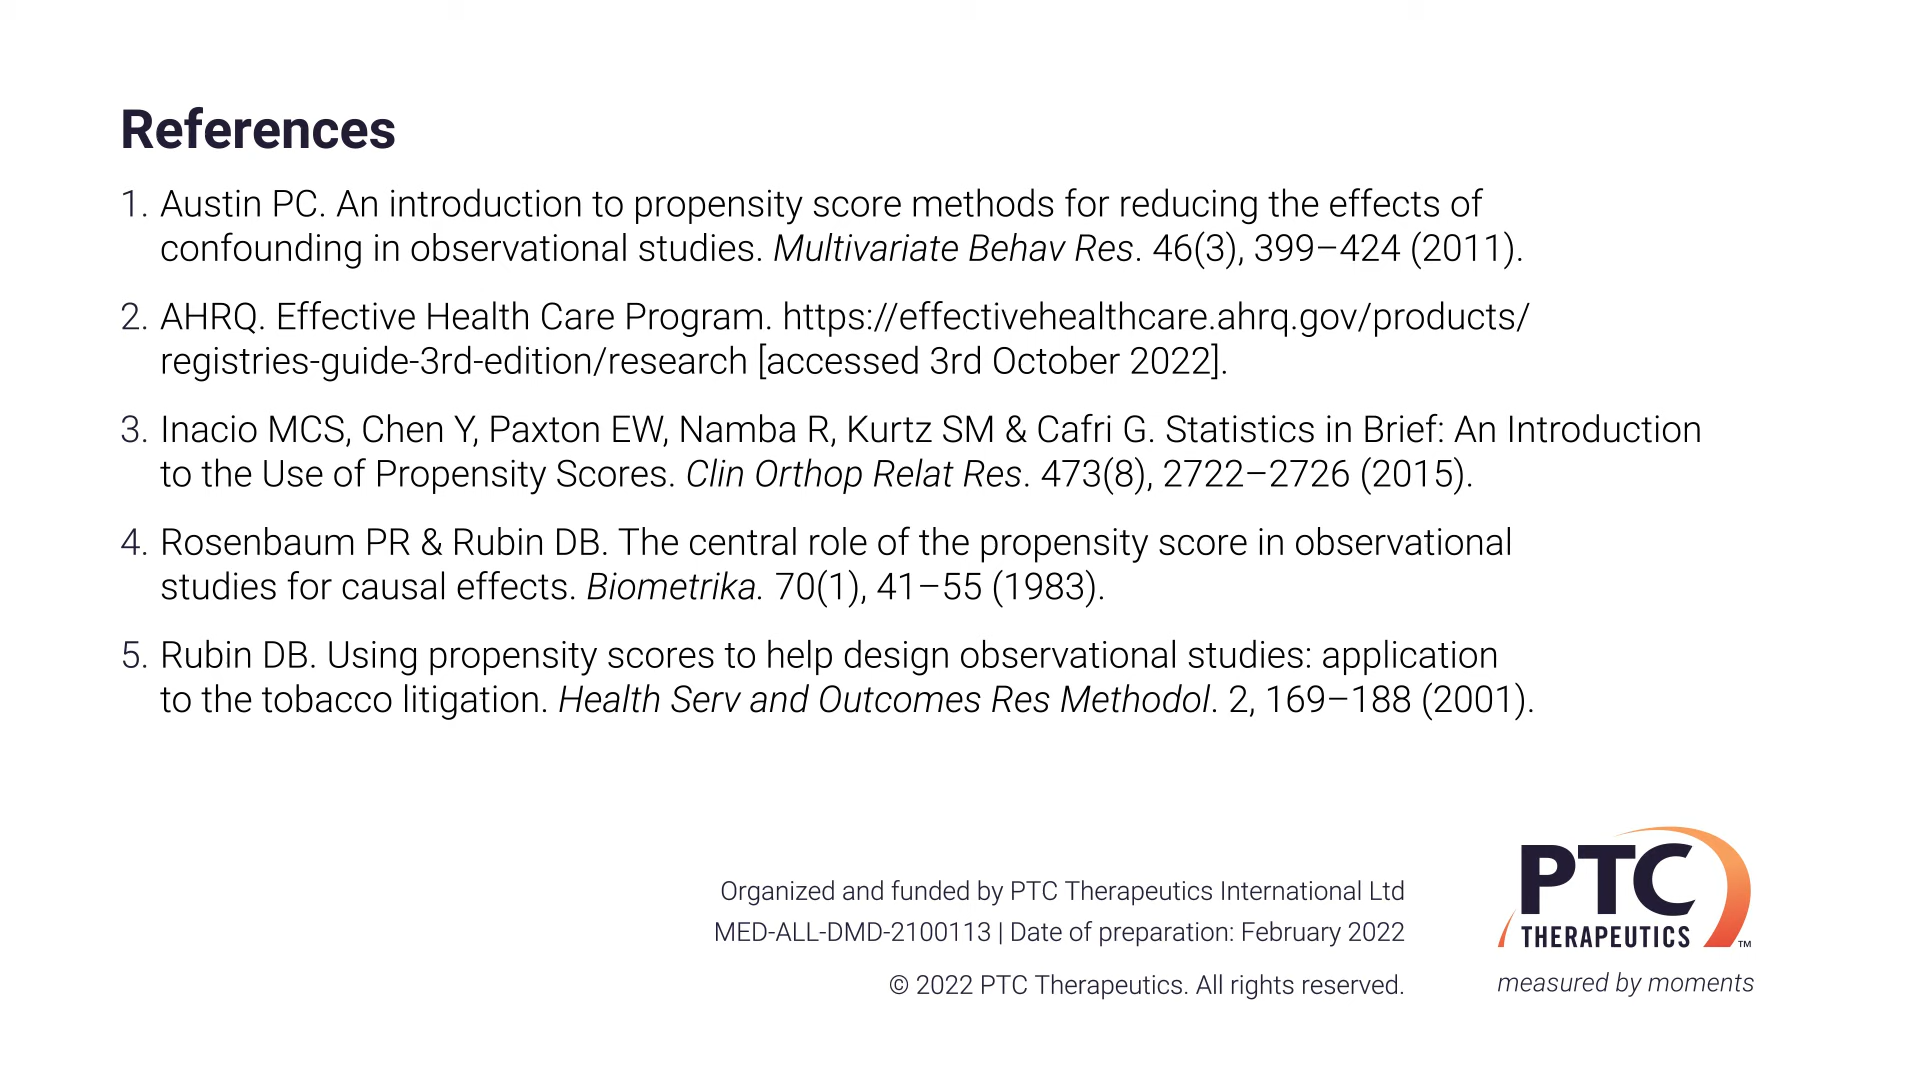 References
1. Austin PC. An introduction to propensity score methods for reducing the effects of
confounding in observational studies. Multivariate Behav Res. 46(3), 399–424 (2011).
2. AHRQ. Effective Health Care Program. https://effectivehealthcare.ahrq.gov/products/
registries-guide-3rd-edition/research [accessed 3rd October 2022].
3. Inacio MCS, Chen Y, Paxton EW, Namba R, Kurtz SM & Cafri G. Statistics in Brief: An Introduction
to the Use of Propensity Scores. Clin Orthop Relat Res. 473(8), 2722–2726 (2015).
4. Rosenbaum PR & Rubin DB. The central role of the propensity score in observational
studies for causal effects. Biometrika. 70(1), 41–55 (1983).
5. Rubin DB. Using propensity scores to help design observational studies: application
to the tobacco litigation. Health Serv and Outcomes Res Methodol. 2, 169–188 (2001).
Organized and funded by PTC Therapeutics International Ltd
MED-ALL-DMD-2100113 | Date of preparation: February 2022
© 2022 PTC Therapeutics. All rights reserved.
PTC
THERAPEUTICS ™
measured by moments